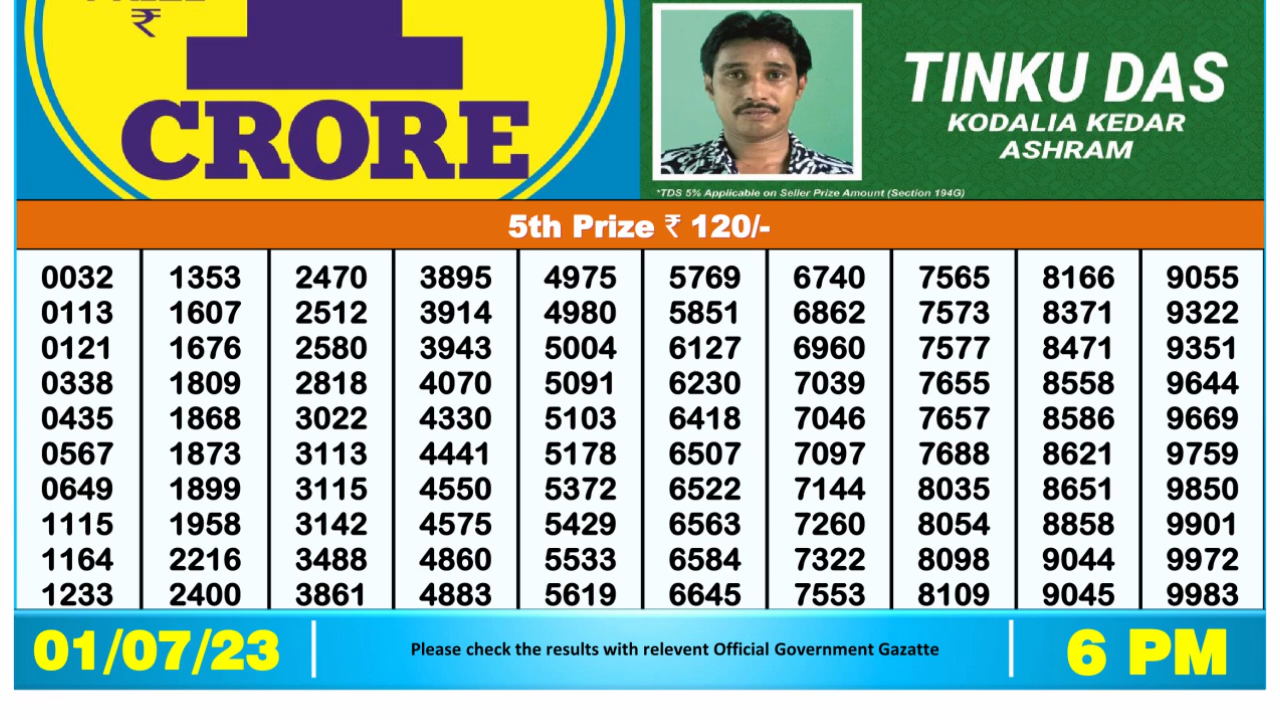 ₹
CRORE
TINKU DAS
KODALIA KEDAR
ASHRAM
*TDS 5% Applicable on Seller Prize Amount (Section 194G)
5th Prize ₹ 120/-
0032 1353 2470 3895 4975 5769 6740 7565 8166 9055
0113 1607 2512 3914 4980 5851 6862 7573 8371 9322
0121 1676 2580 3943 5004 6127 6960 7577 8471 9351
0338 1809 2818 4070 5091 6230 7039 7655 8558 9644
0435 1868 3022 4330 5103 6418 7046 7657 8586 9669
0567 1873 3113 4441 5178 6507 7097 7688 8621 9759
0649 1899 3115 4550 5372 6522 7144 8035 8651 9850
1115 1958 3142 4575 5429 6563 7260 8054 8858 9901
1164 2216 3488 4860 5533 6584 7322 8098 9044 9972
1233 2400 3861 4883 5619 6645 7553 8109 9045 9983
01/07/23 Please check the results with relevent Official Government Gazatte 6 PM